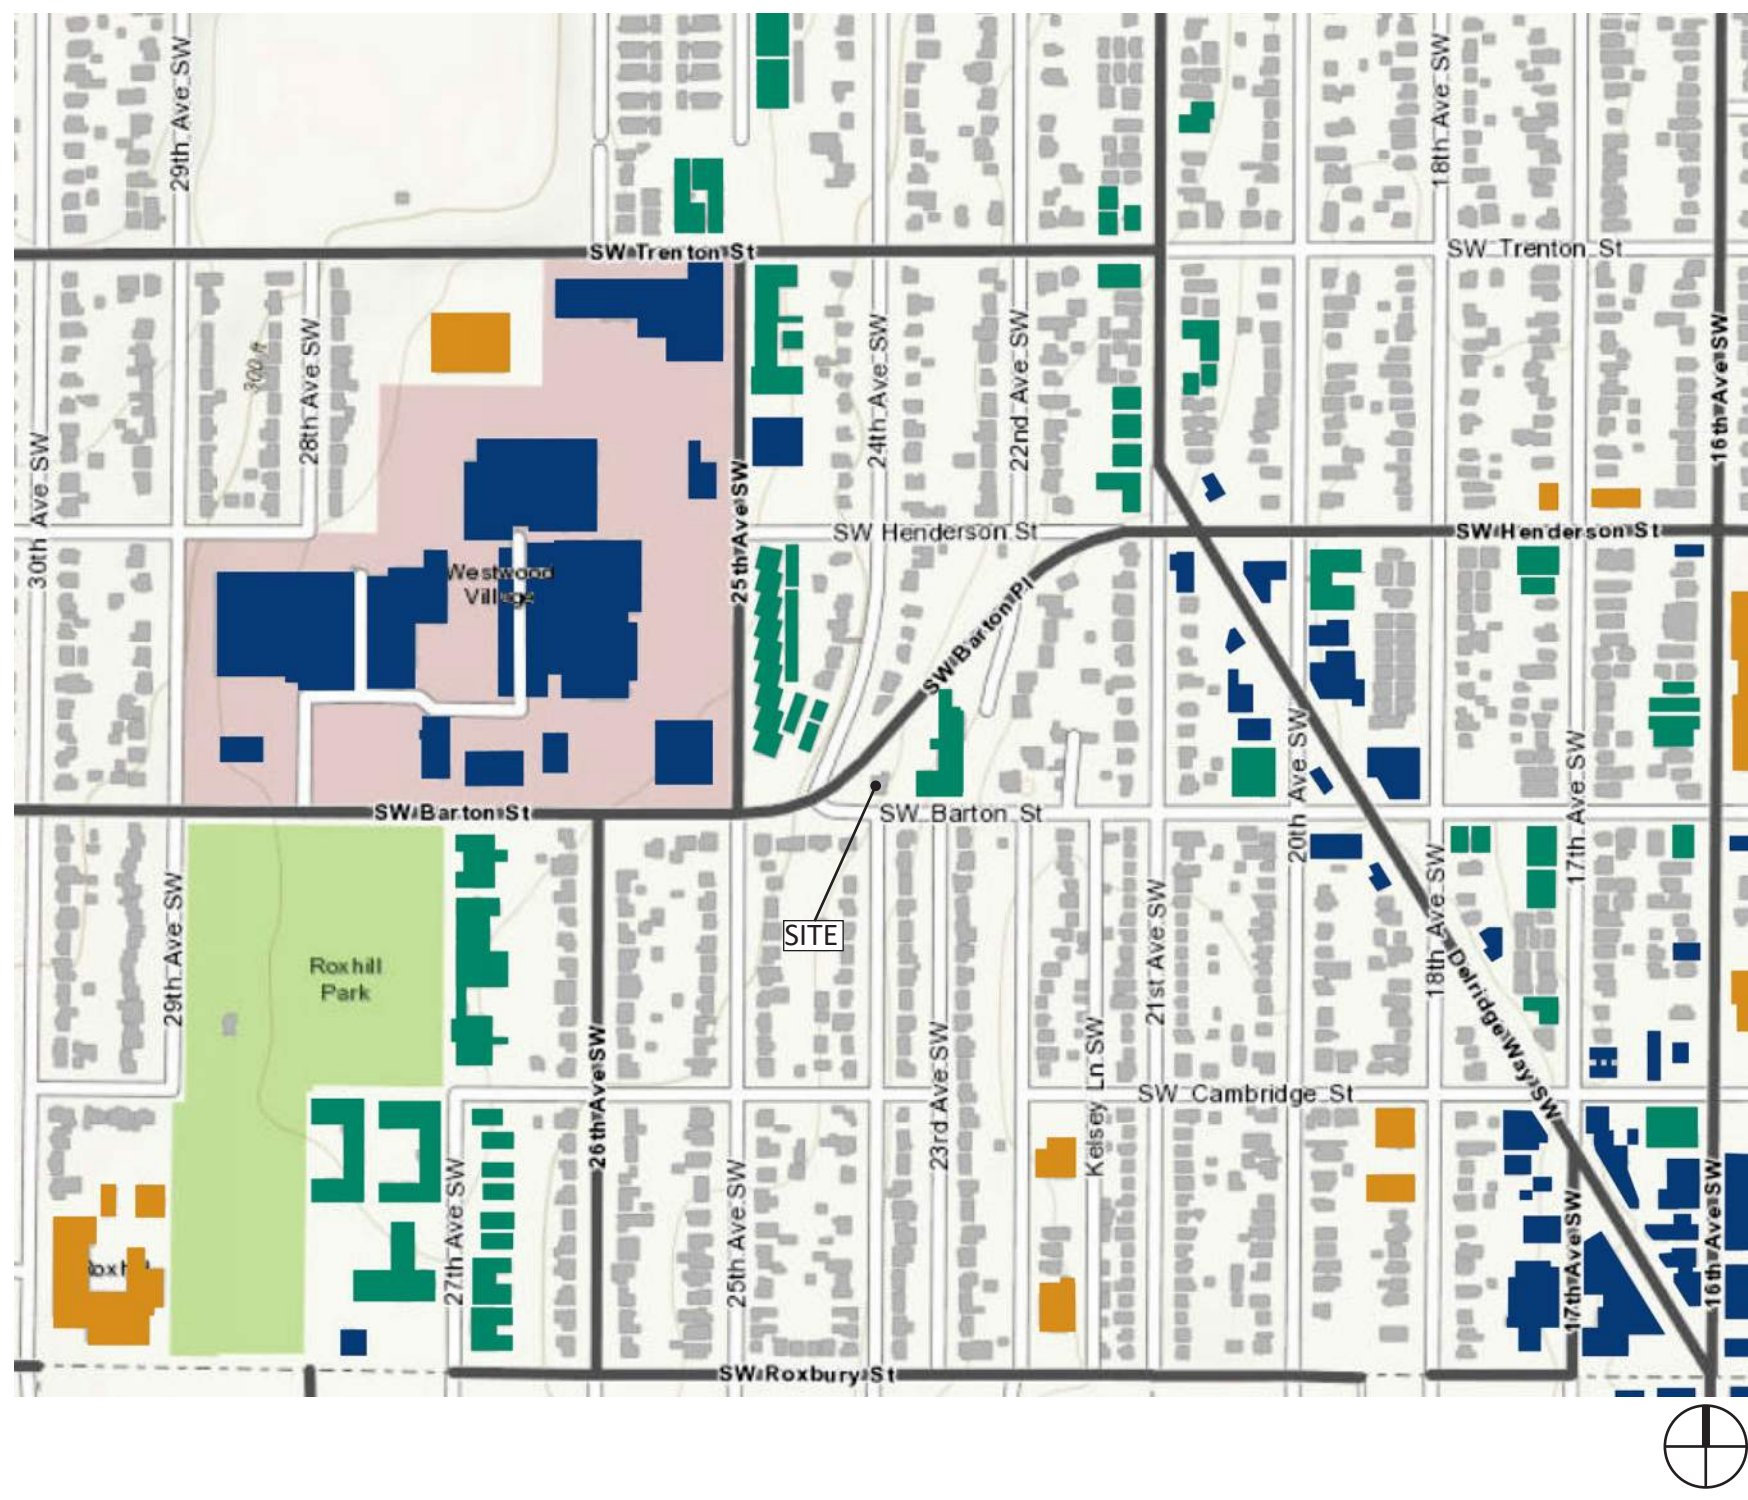 29th Ave SW
18th Ave SW
SW Trenton St
SW Trenton St
300 ft
28th Ave SW
24th Ave SW
22nd Ave SW
16th Ave SW
30th Ave SW
25th Ave SW
SW Henderson St
SW Henderson St
Westwood
Village
SW Barton Pl
20th Ave SW
17th Ave SW
SW Barton St
SW Barton St
29th Ave SW
SITE
21st Ave SW
18th Ave SW
Roxhill
Park
Delridge Way SW
26th Ave SW
23rd Ave SW
Kelsey Ln SW
SW Cambridge St
27th Ave SW
25th Ave SW
17th Ave SW
16th Ave SW
SW Roxbury St